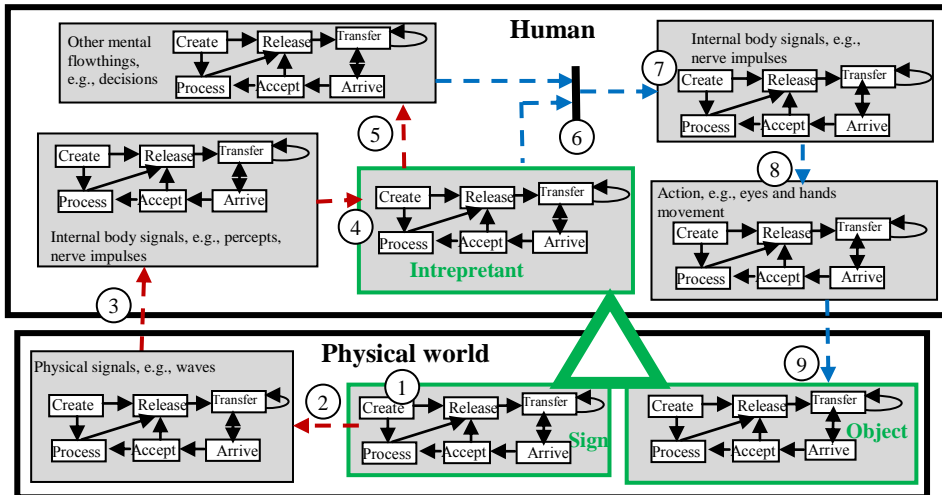 Human
Other mental
flowthings,
e.g., decisions
Create
Release
Transfer
Process
Accept
Arrive
5
6
7
Internal body signals, e.g.,
nerve impulses
Create
Release
Transfer
Process
Accept
Arrive
8
Create
Release
Transfer
Process
Accept
Arrive
Internal body signals, e.g., percepts,
nerve impulses
4
Create
Release
Transfer
Process
Accept
Arrive
Intrepretant
Action, e.g., eyes and hands
movement
Create
Release
Transfer
Process
Accept
Arrive
3
9
Physical world
Physical signals, e.g., waves
Create
Release
Transfer
Process
Accept
Arrive
2
1
Create
Release
Transfer
Process
Accept
Arrive
Sign
Create
Release
Transfer
Process
Accept
Arrive
Object